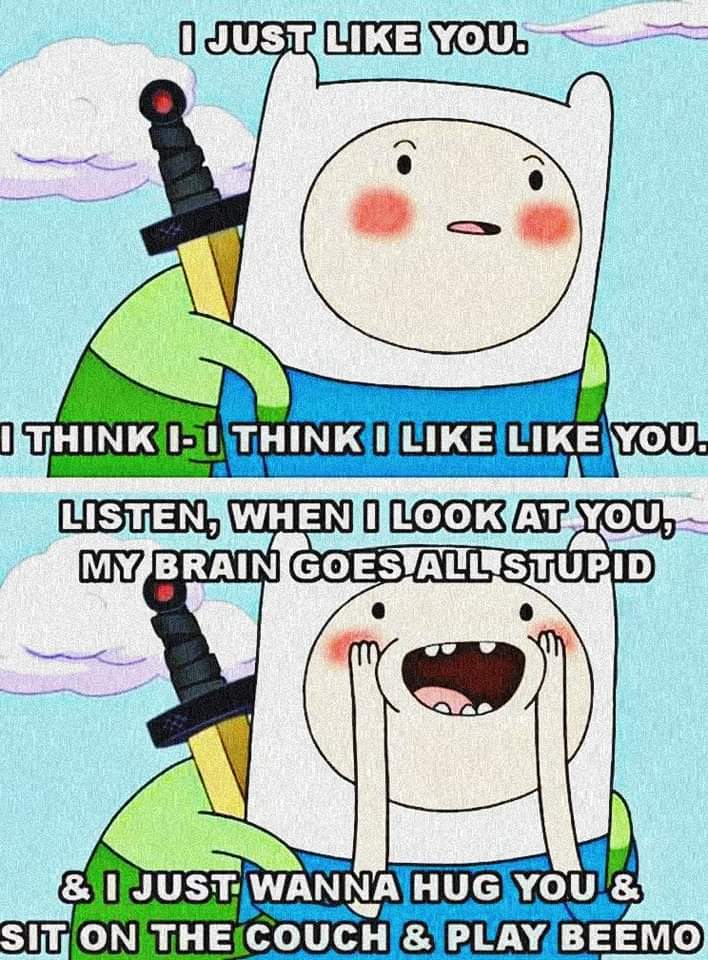 I JUST LIKE YOU.
I THINK I- I THINK I LIKE LIKE YOU.
LISTEN, WHEN I LOOK AT YOU,
MY BRAIN GOES ALL STUPID
& I JUST WANNA HUG YOU &
SIT ON THE COUCH & PLAY BEEMO